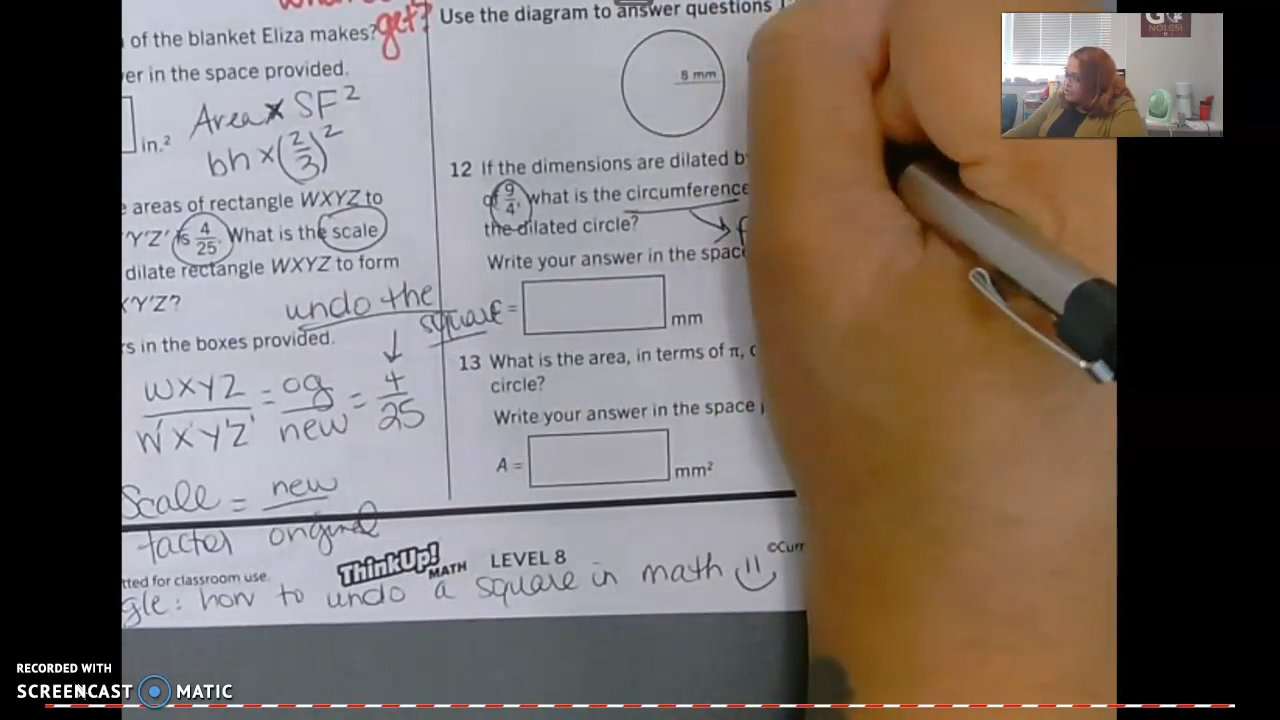 get?
of the blanket Eliza makes?
er in the space provided.
in.²
Area x SF²
bh x (2/3)²
areas of rectangle WXYZ to
Y'Z' is 4/25. What is the scale
dilate rectangle WXYZ to form
X'Y'Z?
undo the
square
s in the boxes provided.
WXYZ/W'X'Y'Z' = og/new = 4/25
Scale = new
factor original
Use the diagram to answer questions
8 mm
12 If the dimensions are dilated b
of 9/4, what is the circumference
the dilated circle?
Write your answer in the space
= mm
13 What is the area, in terms of π, o
circle?
Write your answer in the space
A = mm²
©Curr
tted for classroom use.
ThinkUp! MATH LEVEL 8
gle: how to undo a square in math
NOLES!
RECORDED WITH
SCREENCAST MATIC